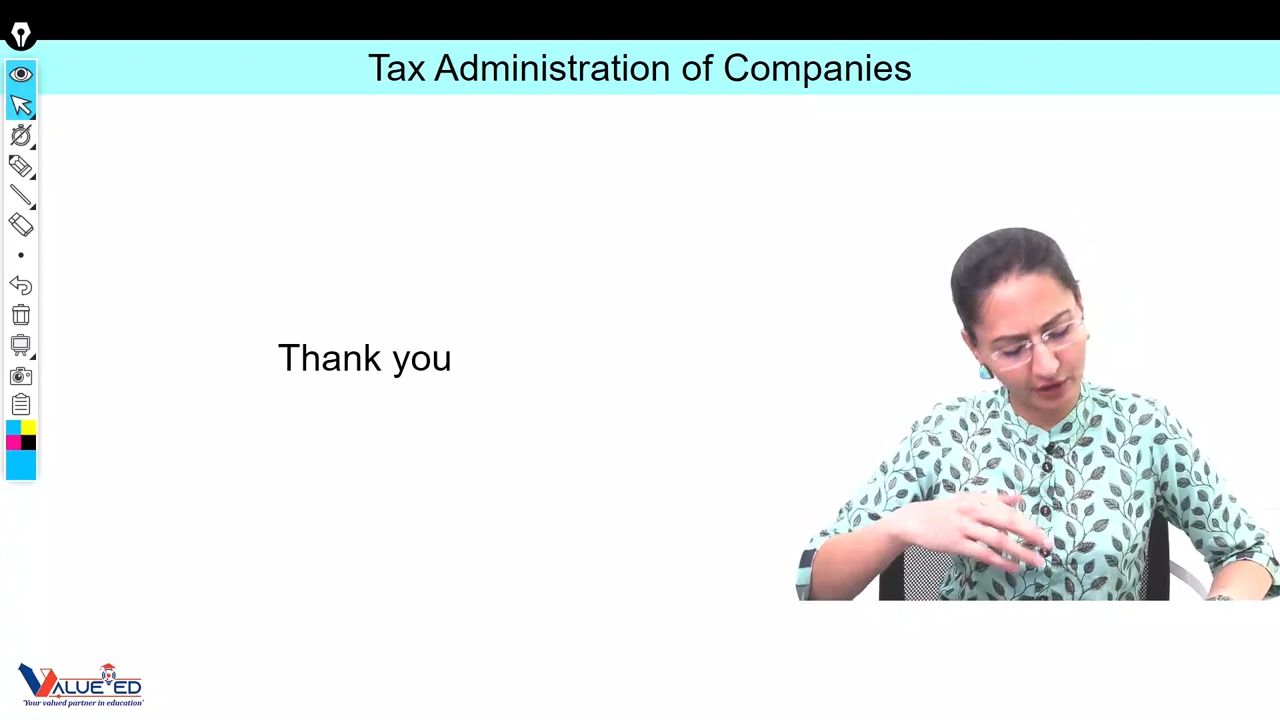 Tax Administration of Companies
Thank you
VALUE ED
'Your valued partner in education'